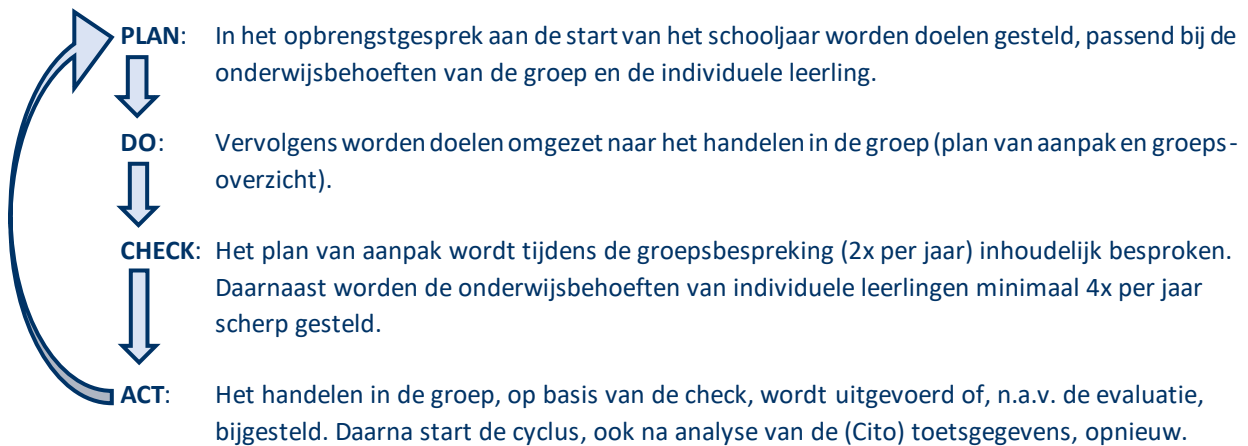 PLAN: In het opbrengstgesprek aan de start van het schooljaar worden doelen gesteld, passend bij de
onderwijsbehoeften van de groep en de individuele leerling.
DO: Vervolgens worden doelen omgezet naar het handelen in de groep (plan van aanpak en groeps-
overzicht).
CHECK: Het plan van aanpak wordt tijdens de groepsbespreking (2x per jaar) inhoudelijk besproken.
Daarnaast worden de onderwijsbehoeften van individuele leerlingen minimaal 4x per jaar
scherp gesteld.
ACT: Het handelen in de groep, op basis van de check, wordt uitgevoerd of, n.a.v. de evaluatie,
bijgesteld. Daarna start de cyclus, ook na analyse van de (Cito) toetsgegevens, opnieuw.